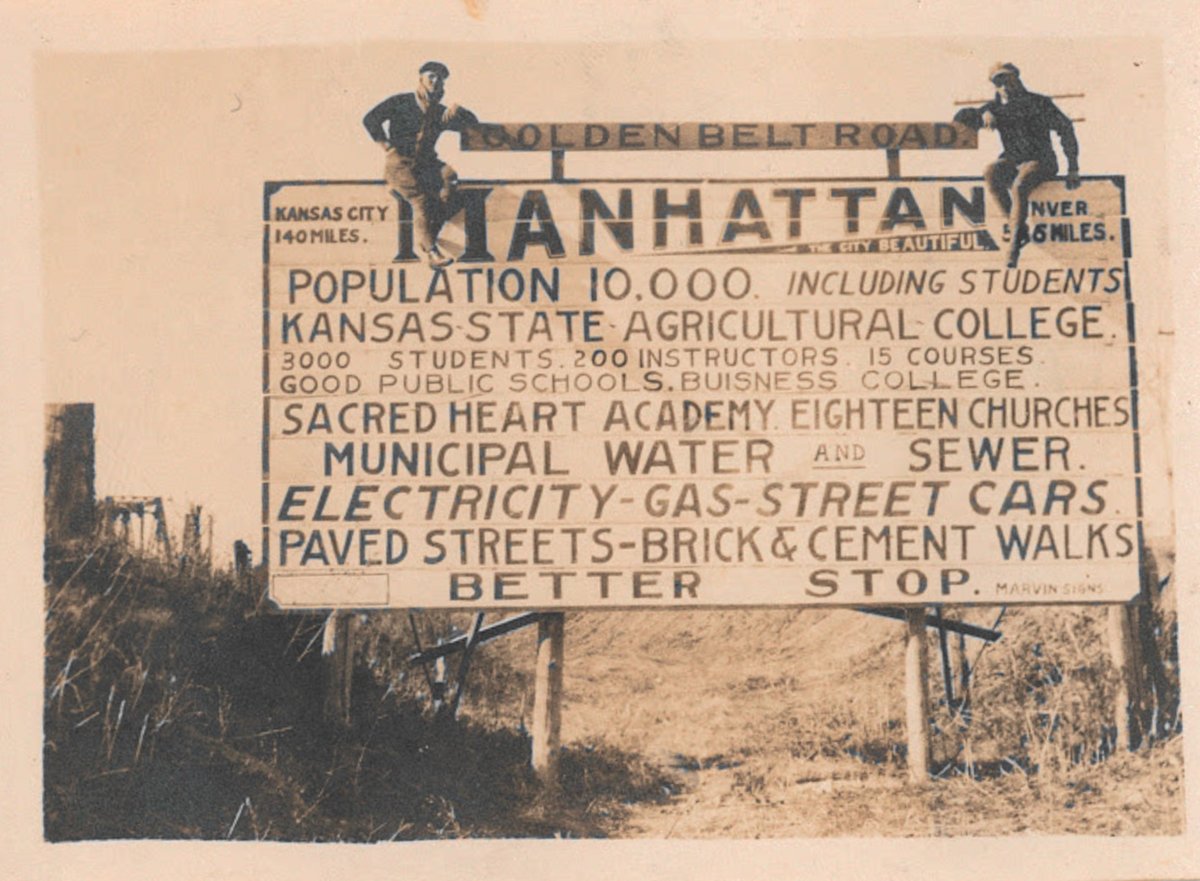 GOLDEN BELT ROAD.
KANSAS CITY
140 MILES.
MANHATTAN
THE CITY BEAUTIFUL.
NVER
MILES.
POPULATION 10,000. INCLUDING STUDENTS
KANSAS-STATE-AGRICULTURAL-COLLEGE.
3000 STUDENTS. 200 INSTRUCTORS. 15 COURSES.
GOOD PUBLIC SCHOOLS. BUISNESS COLLEGE.
SACRED HEART ACADEMY. EIGHTEEN CHURCHES
MUNICIPAL WATER AND SEWER.
ELECTRICITY-GAS-STREET CARS.
PAVED STREETS-BRICK & CEMENT WALKS
BETTER STOP.
MARVIN SIGNS